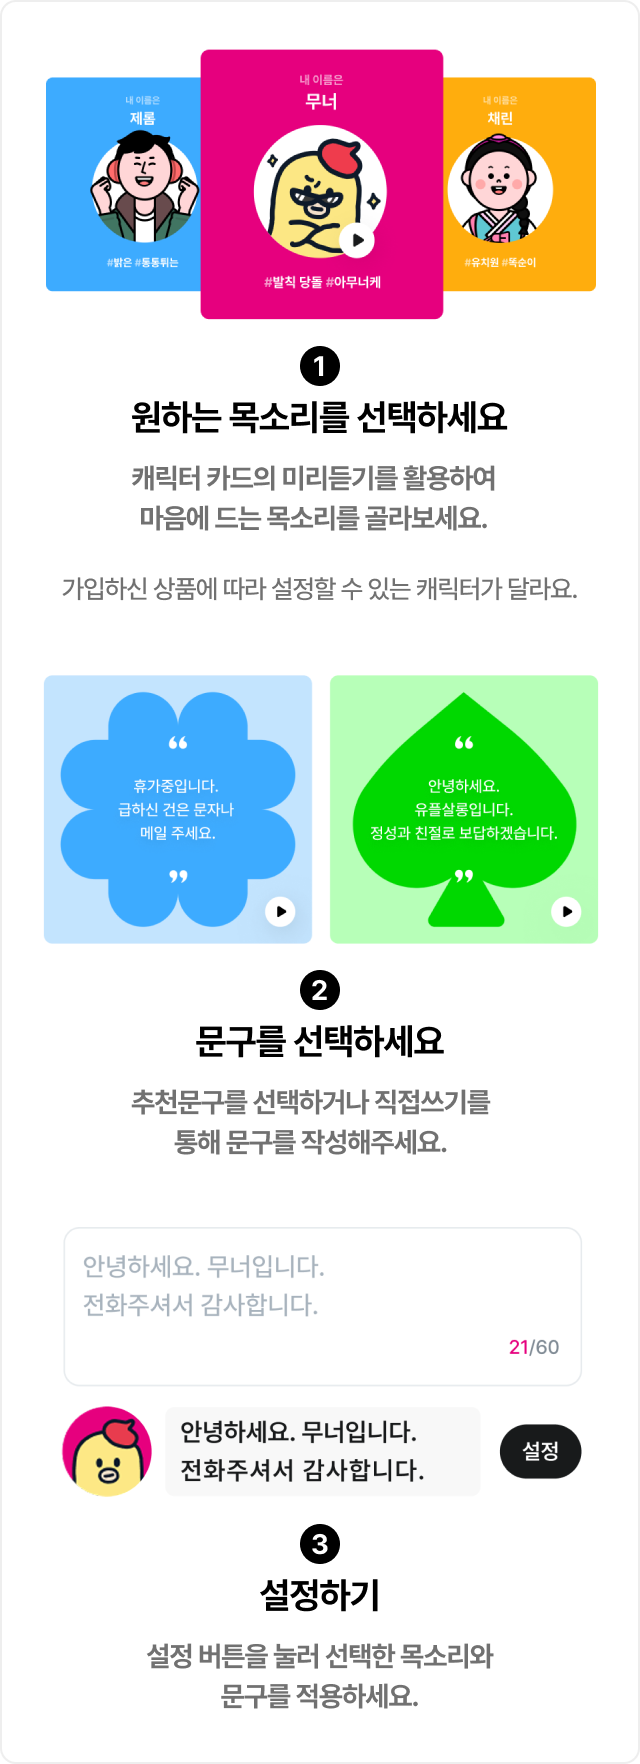 내 이름은
제롬
#밝은 #통통튀는
내 이름은
무너
#발칙 당돌 #아무너케
내 이름은
채린
#유치원 #똑순이
1
원하는 목소리를 선택하세요
캐릭터 카드의 미리듣기를 활용하여
마음에 드는 목소리를 골라보세요.
가입하신 상품에 따라 설정할 수 있는 캐릭터가 달라요.
“
휴가중입니다.
급하신 건은 문자나
메일 주세요.
”
“
안녕하세요.
유플살롱입니다.
정성과 친절로 보답하겠습니다.
”
2
문구를 선택하세요
추천문구를 선택하거나 직접쓰기를
통해 문구를 작성해주세요.
안녕하세요. 무너입니다.
전화주셔서 감사합니다.
21/60
안녕하세요. 무너입니다.
전화주셔서 감사합니다.
설정
3
설정하기
설정 버튼을 눌러 선택한 목소리와
문구를 적용하세요.